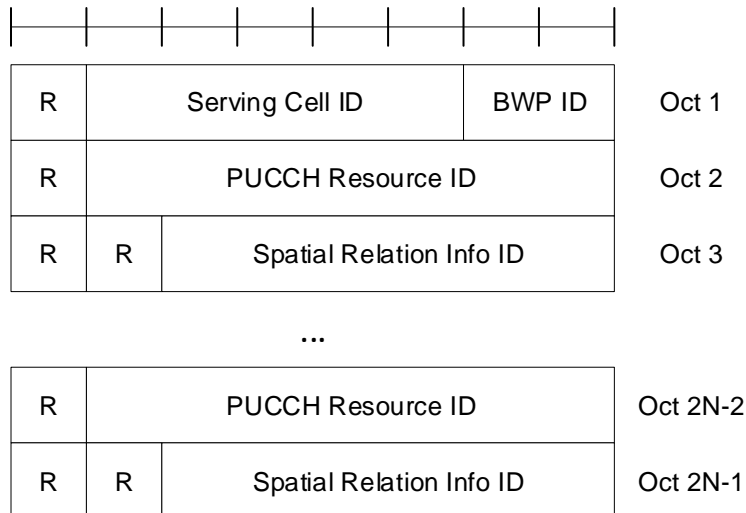 R Serving Cell ID BWP ID Oct 1
R PUCCH Resource ID Oct 2
R R Spatial Relation Info ID Oct 3
...
R PUCCH Resource ID Oct 2N-2
R R Spatial Relation Info ID Oct 2N-1